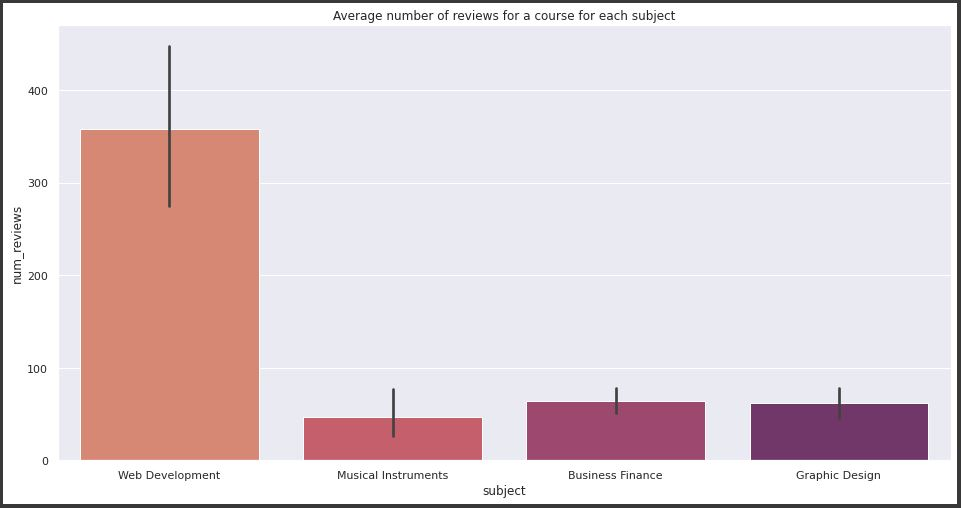 Average number of reviews for a course for each subject
400
300
200
100
0
num_reviews
Web Development
Musical Instruments
Business Finance
Graphic Design
subject